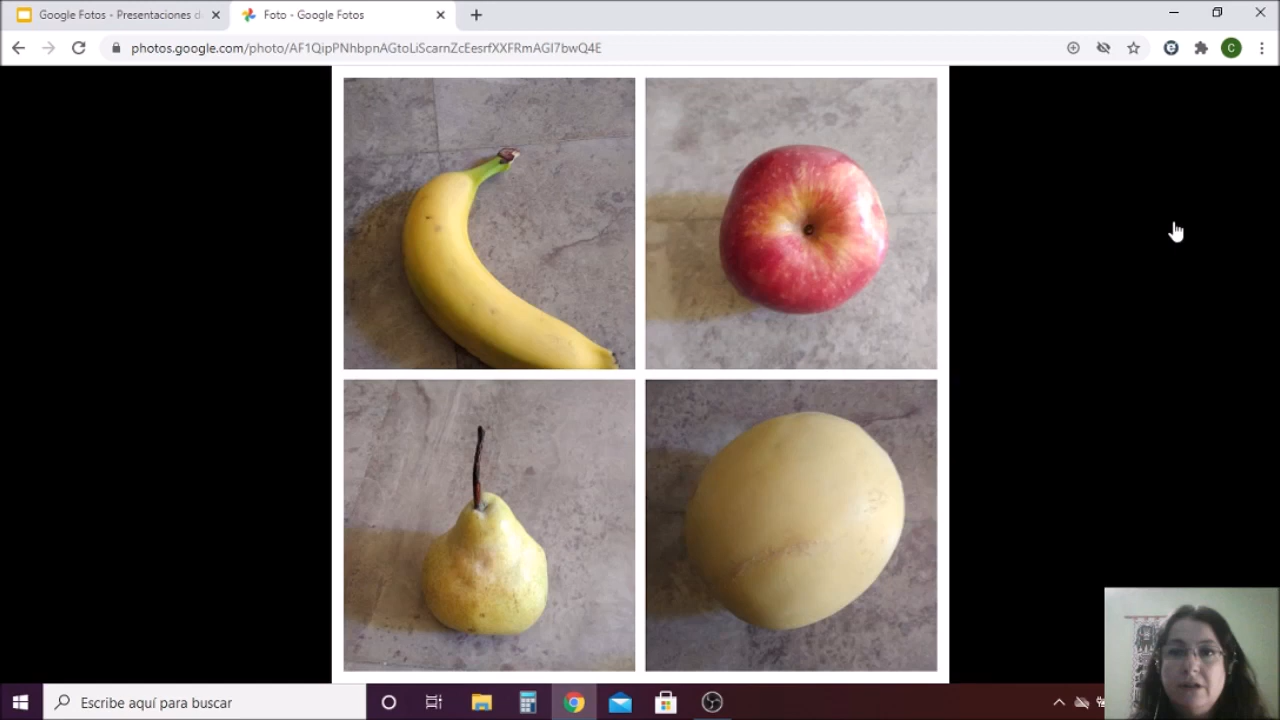 Google Fotos - Presentaciones d
Foto - Google Fotos
photos.google.com/photo/AF1QipPNhbpnAGtoLiScarnZcEesrfXXFRmAGI7bwQ4E
C
Escribe aquí para buscar